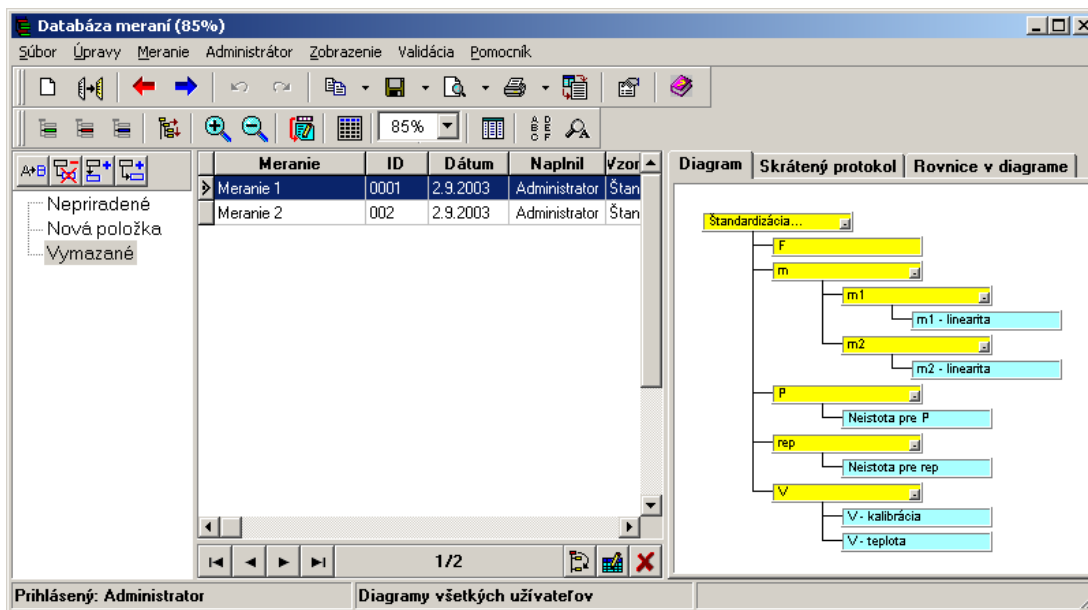 Databáza meraní (85%)
Súbor Úpravy Meranie Administrátor Zobrazenie Validácia Pomocník
85%
A B C D E F
A+B
Nepriradené
Nová položka
Vymazané
Meranie ID Dátum Naplnil Vzor
Meranie 1 0001 2.9.2003 Administrator Štan
Meranie 2 002 2.9.2003 Administrator Štan
1/2
Diagram Skrátený protokol Rovnice v diagrame
Štandardizácia...
F
m
m1
m1 - linearita
m2
m2 - linearita
P
Neistota pre P
rep
Neistota pre rep
V
V - kalibrácia
V - teplota
Prihlásený: Administrator Diagramy všetkých užívateľov